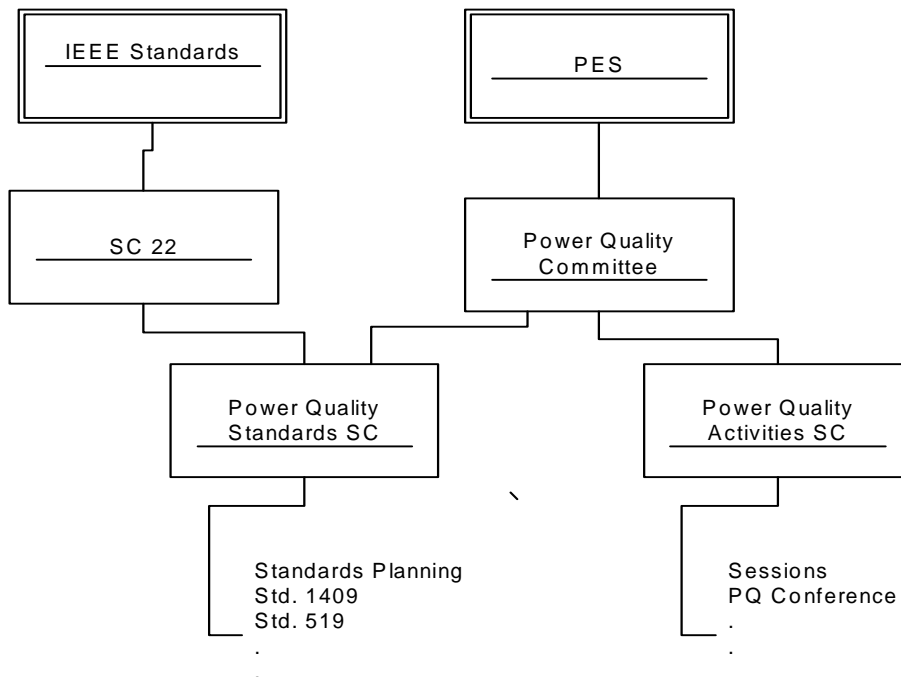 IEEE Standards
PES
SC 22
Power Quality
Committee
Power Quality
Standards SC
Power Quality
Activities SC
Standards Planning
Std. 1409
Std. 519
.
.
Sessions
PQ Conference
.
.